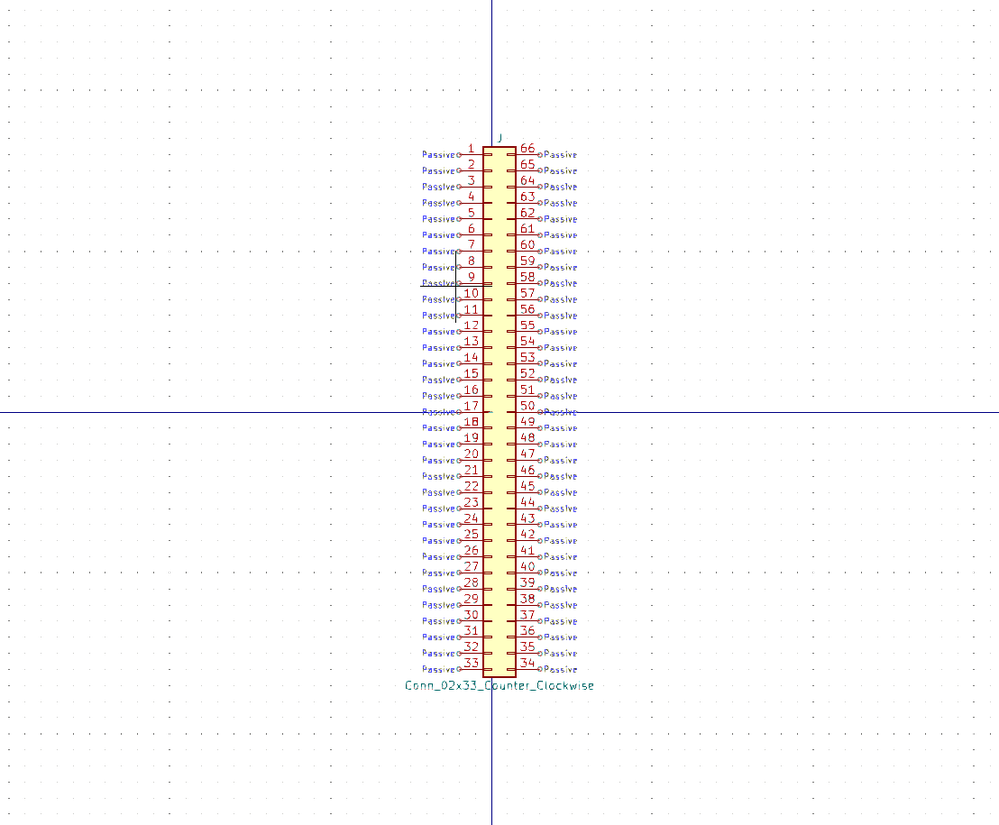 J
Passive 1 66 Passive
Passive 2 65 Passive
Passive 3 64 Passive
Passive 4 63 Passive
Passive 5 62 Passive
Passive 6 61 Passive
Passive 7 60 Passive
Passive 8 59 Passive
Passive 9 58 Passive
Passive 10 57 Passive
Passive 11 56 Passive
Passive 12 55 Passive
Passive 13 54 Passive
Passive 14 53 Passive
Passive 15 52 Passive
Passive 16 51 Passive
Passive 17 50 Passive
Passive 18 49 Passive
Passive 19 48 Passive
Passive 20 47 Passive
Passive 21 46 Passive
Passive 22 45 Passive
Passive 23 44 Passive
Passive 24 43 Passive
Passive 25 42 Passive
Passive 26 41 Passive
Passive 27 40 Passive
Passive 28 39 Passive
Passive 29 38 Passive
Passive 30 37 Passive
Passive 31 36 Passive
Passive 32 35 Passive
Passive 33 34 Passive
Conn_02x33_Counter_Clockwise